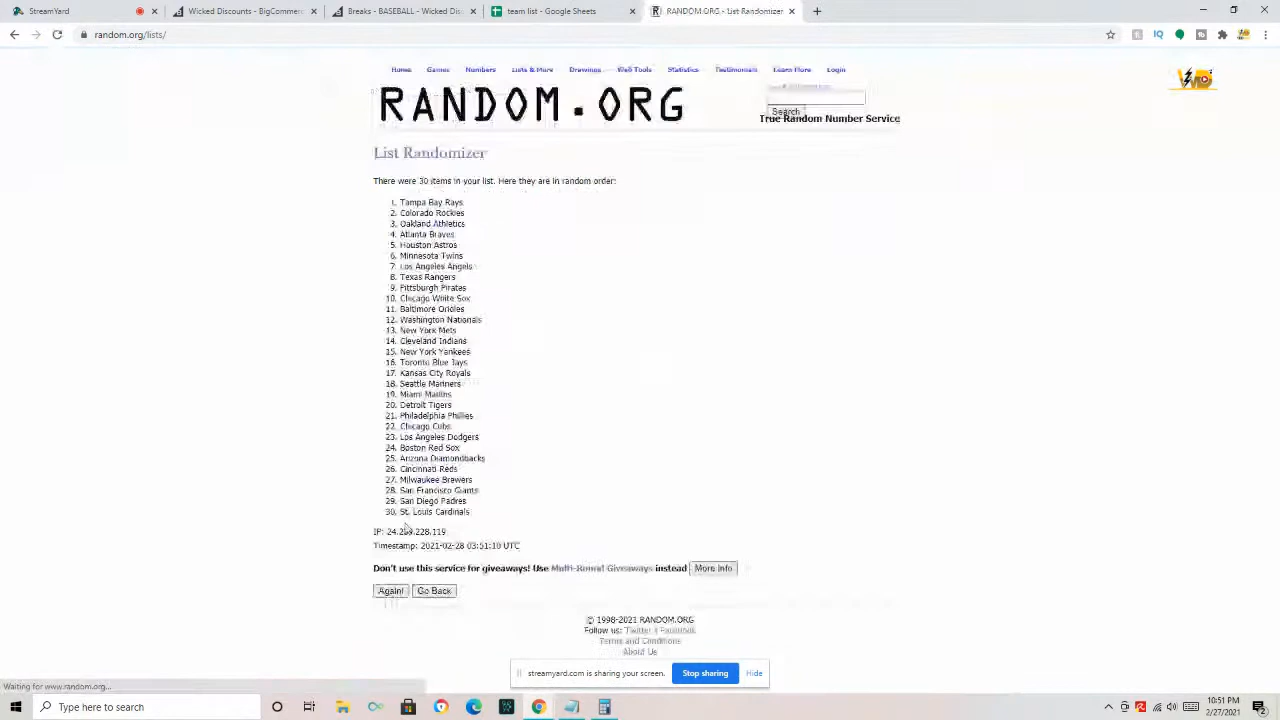 StreamYard
Wicked Discounts - BigCommerc
Breaks - BASEBALL - Wicked Dis
team list - Google Sheets
RANDOM.ORG - List Randomizer
random.org/lists/
Home Games Numbers Lists & More Drawings Web Tools Statistics Testimonials Learn More Login
RANDOM.ORG
Search
True Random Number Service
List Randomizer
There were 30 items in your list. Here they are in random order:
1. Tampa Bay Rays
2. Colorado Rockies
3. Oakland Athletics
4. Atlanta Braves
5. Houston Astros
6. Minnesota Twins
7. Los Angeles Angels
8. Texas Rangers
9. Pittsburgh Pirates
10. Chicago White Sox
11. Baltimore Orioles
12. Washington Nationals
13. New York Mets
14. Cleveland Indians
15. New York Yankees
16. Toronto Blue Jays
17. Kansas City Royals
18. Seattle Mariners
19. Miami Marlins
20. Detroit Tigers
21. Philadelphia Phillies
22. Chicago Cubs
23. Los Angeles Dodgers
24. Boston Red Sox
25. Arizona Diamondbacks
26. Cincinnati Reds
27. Milwaukee Brewers
28. San Francisco Giants
29. San Diego Padres
30. St. Louis Cardinals
IP:
Timestamp: 2021-02-28 03:51:10 UTC
Don't use this service for giveaways! Use Multi-Round Giveaways instead More Info
Again! Go Back
© 1998-2021 RANDOM.ORG
Follow us: Twitter | Facebook
Terms and Conditions
About Us
streamyard.com is sharing your screen. Stop sharing Hide
Waiting for www.random.org...
Type here to search
10:51 PM
2/27/2021